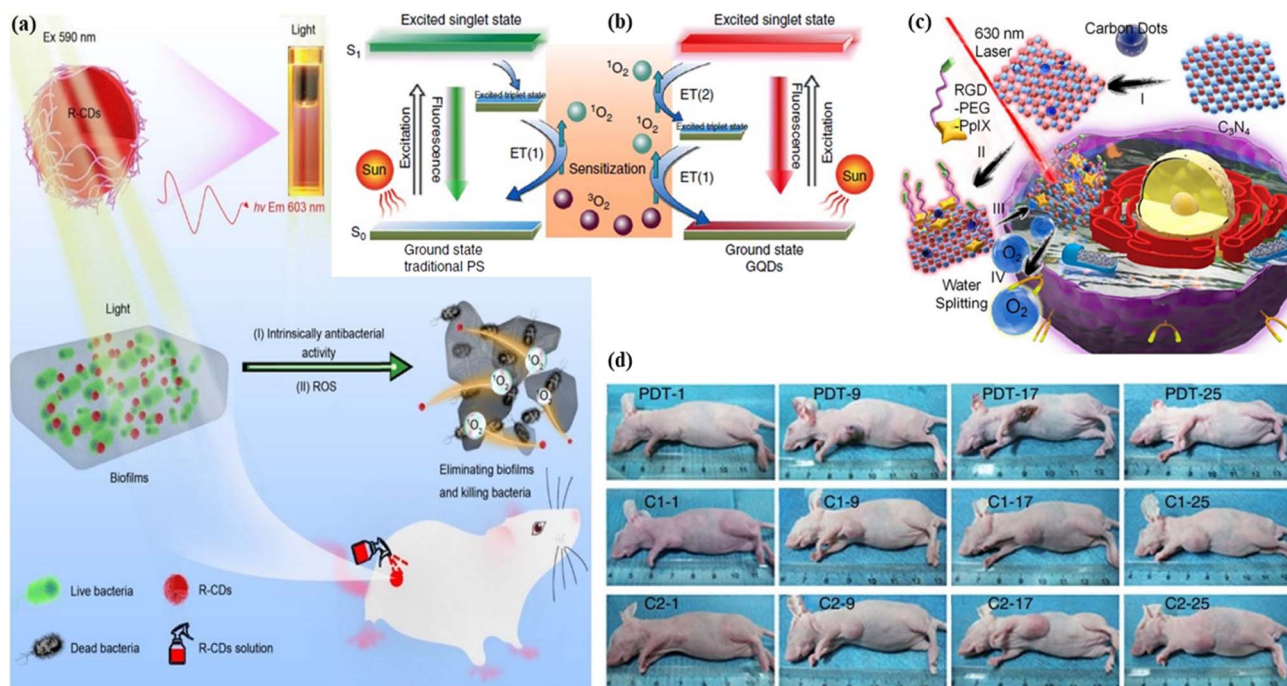 (a)
Ex 590 nm
R-CDs
Light
hv Em 603 nm
Light
(I) Intrinsically antibacterial
activity
(II) ROS
¹O₂
¹O₂
¹O₂
¹O₂
Biofilms
Eliminating biofilms
and killing bacteria
Live bacteria
R-CDs
Dead bacteria
R-CDs solution
(b)
Excited singlet state
S₁
Excited triplet state
Excitation
Fluorescence
ET(1)
Sun
S₀
Ground state
traditional PS
¹O₂
¹O₂
¹O₂
Sensitization
³O₂
Excited singlet state
ET(2)
Excited triplet state
ET(1)
Fluorescence
Excitation
Sun
Ground state
GQDs
(c)
630 nm
Laser
Carbon Dots
RGD
-PEG
-PpIX
I
C₃N₄
II
III
O₂
IV
O₂
Water
Splitting
(d)
PDT-1
PDT-9
PDT-17
PDT-25
C1-1
C1-9
C1-17
C1-25
C2-1
C2-9
C2-17
C2-25